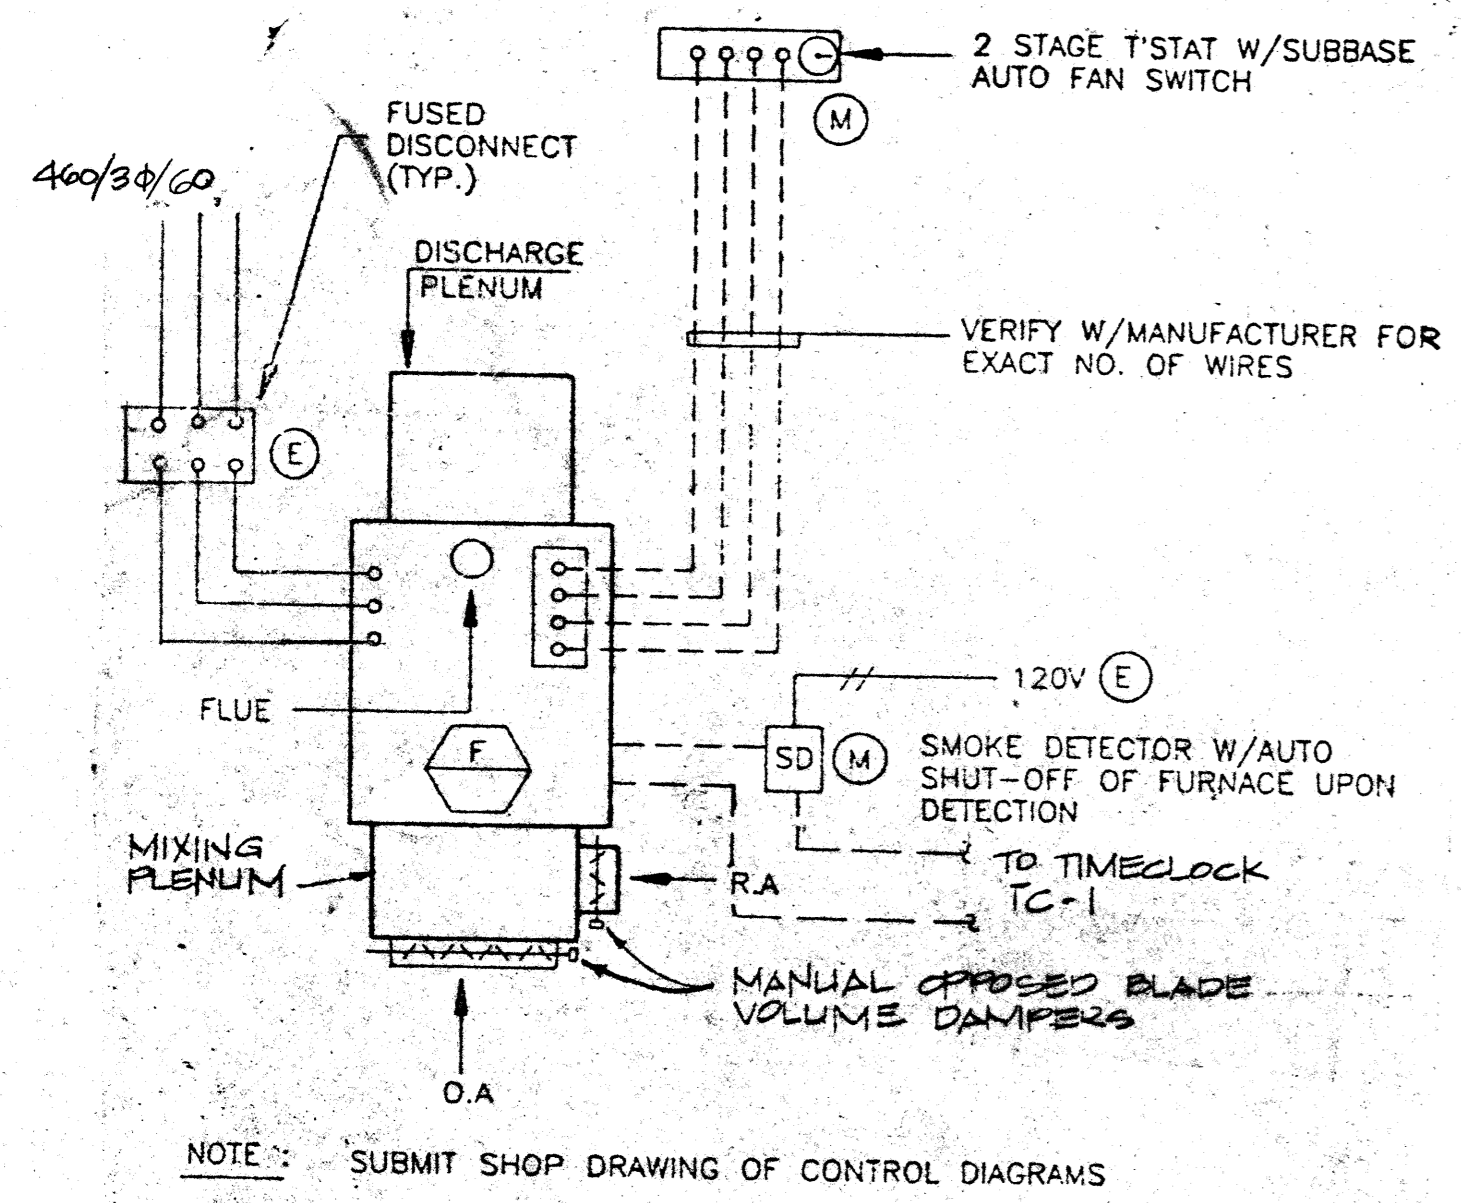 2 STAGE T'STAT W/SUBBASE
AUTO FAN SWITCH
M
FUSED
DISCONNECT
(TYP.)
460/3Φ/60
DISCHARGE
PLENUM
VERIFY W/MANUFACTURER FOR
EXACT NO. OF WIRES
E
120V E
FLUE
F
SD M
SMOKE DETECTOR W/AUTO
SHUT-OFF OF FURNACE UPON
DETECTION
MIXING
PLENUM
R.A
TO TIMECLOCK
TC-1
MANUAL OPPOSED BLADE
VOLUME DAMPERS
O.A
NOTE : SUBMIT SHOP DRAWING OF CONTROL DIAGRAMS